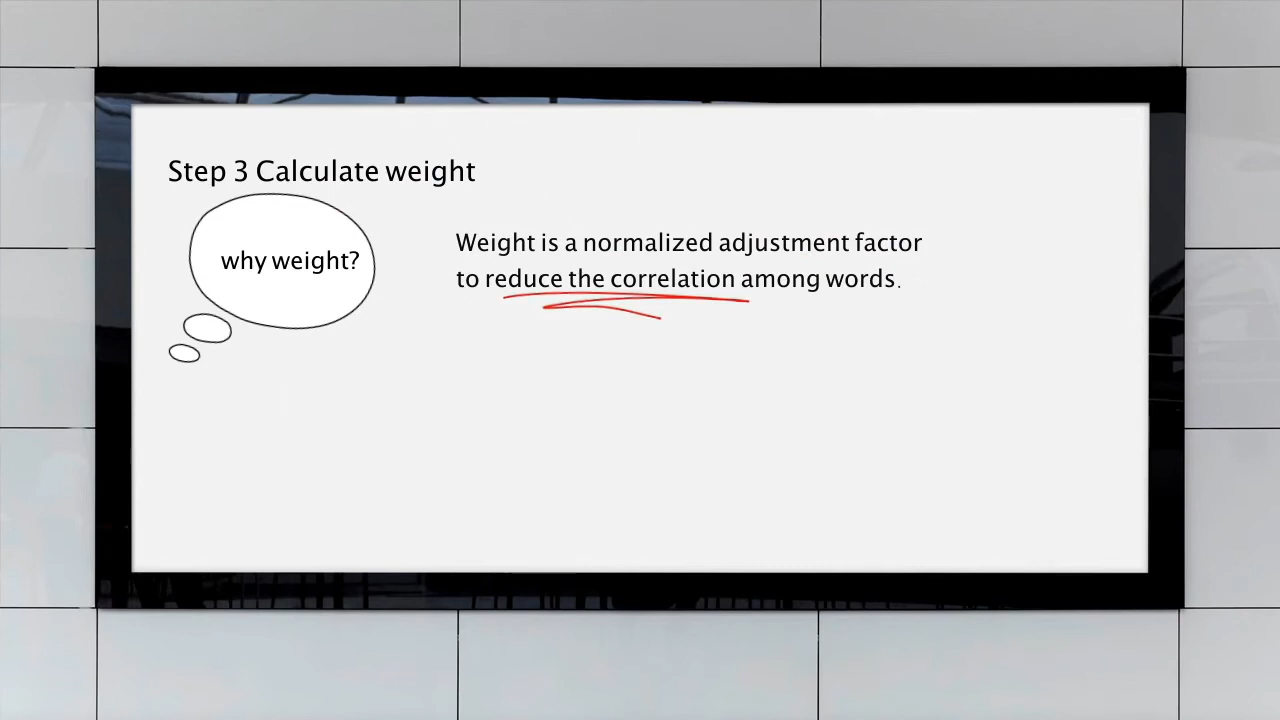 Step 3 Calculate weight
why weight?
Weight is a normalized adjustment factor
to reduce the correlation among words.